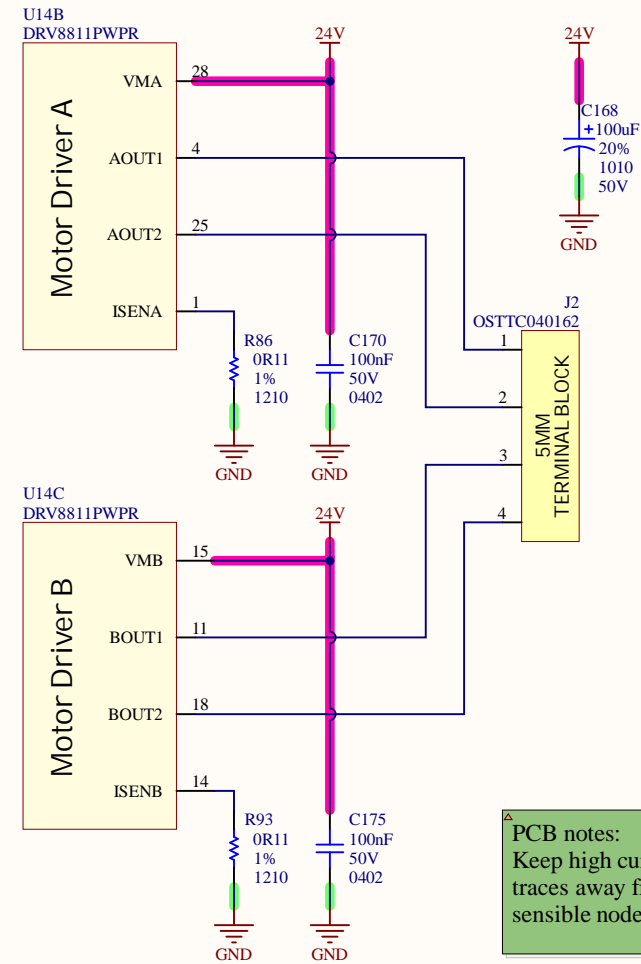 U14B
DRV8811PWPR
Motor Driver A
VMA
28
AOUT1
4
AOUT2
25
ISENA
1
24V
R86
0R11
1%
1210
GND
C170
100nF
50V
0402
GND
24V
C168
+
100uF
20%
1010
50V
GND
J2
OSTTC040162
1
2
3
4
5MM
TERMINAL BLOCK
U14C
DRV8811PWPR
Motor Driver B
VMB
15
BOUT1
11
BOUT2
18
ISENB
14
24V
R93
0R11
1%
1210
GND
C175
100nF
50V
0402
GND
PCB notes:
Keep high
traces away
sensible node